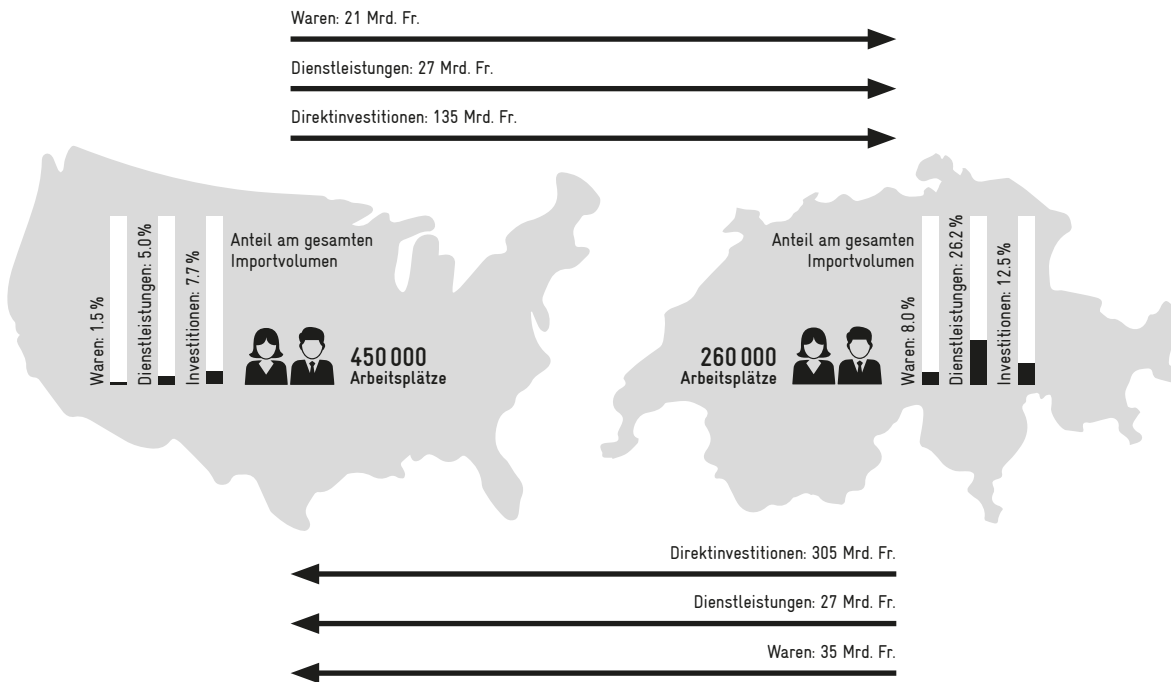 Waren: 21 Mrd. Fr.
Dienstleistungen: 27 Mrd. Fr.
Direktinvestitionen: 135 Mrd. Fr.
Waren: 1.5 %
Dienstleistungen: 5.0 %
Investitionen: 7.7 %
Anteil am gesamten
Importvolumen
450 000
Arbeitsplätze
Anteil am gesamten
Importvolumen
260 000
Arbeitsplätze
Waren: 8.0 %
Dienstleistungen: 26.2 %
Investitionen: 12.5 %
Direktinvestitionen: 305 Mrd. Fr.
Dienstleistungen: 27 Mrd. Fr.
Waren: 35 Mrd. Fr.